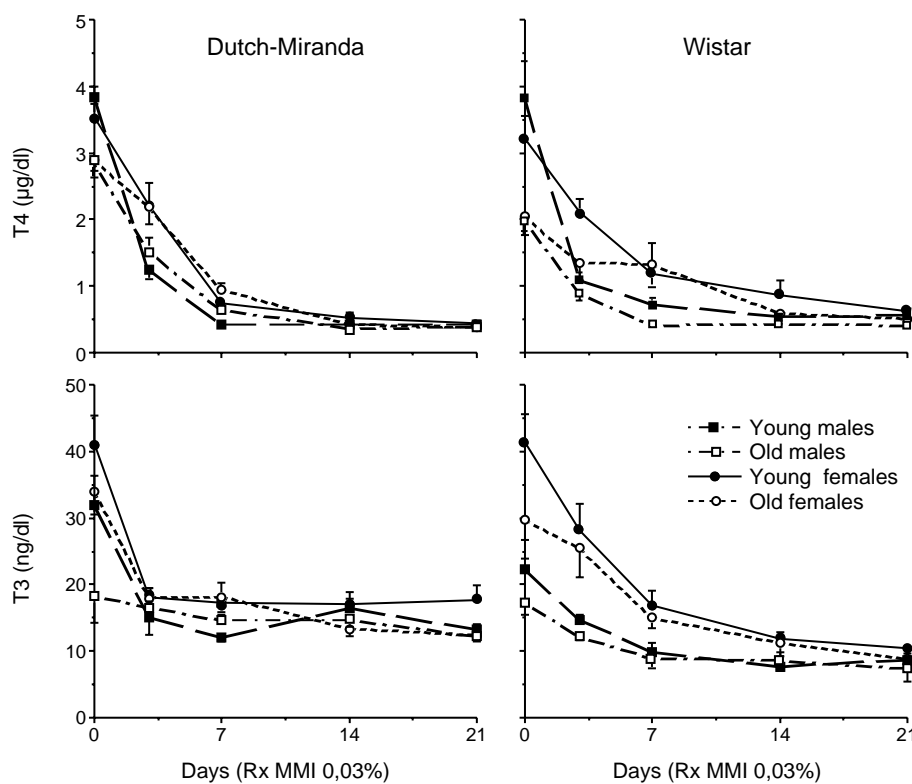 Dutch-Miranda
Wistar
5
4
3
2
1
0
T4 (µg/dl)
50
40
30
20
10
0
T3 (ng/dl)
Young males
Old males
Young females
Old females
0 7 14 21
0 7 14 21
Days (Rx MMI 0,03%)
Days (Rx MMI 0,03%)